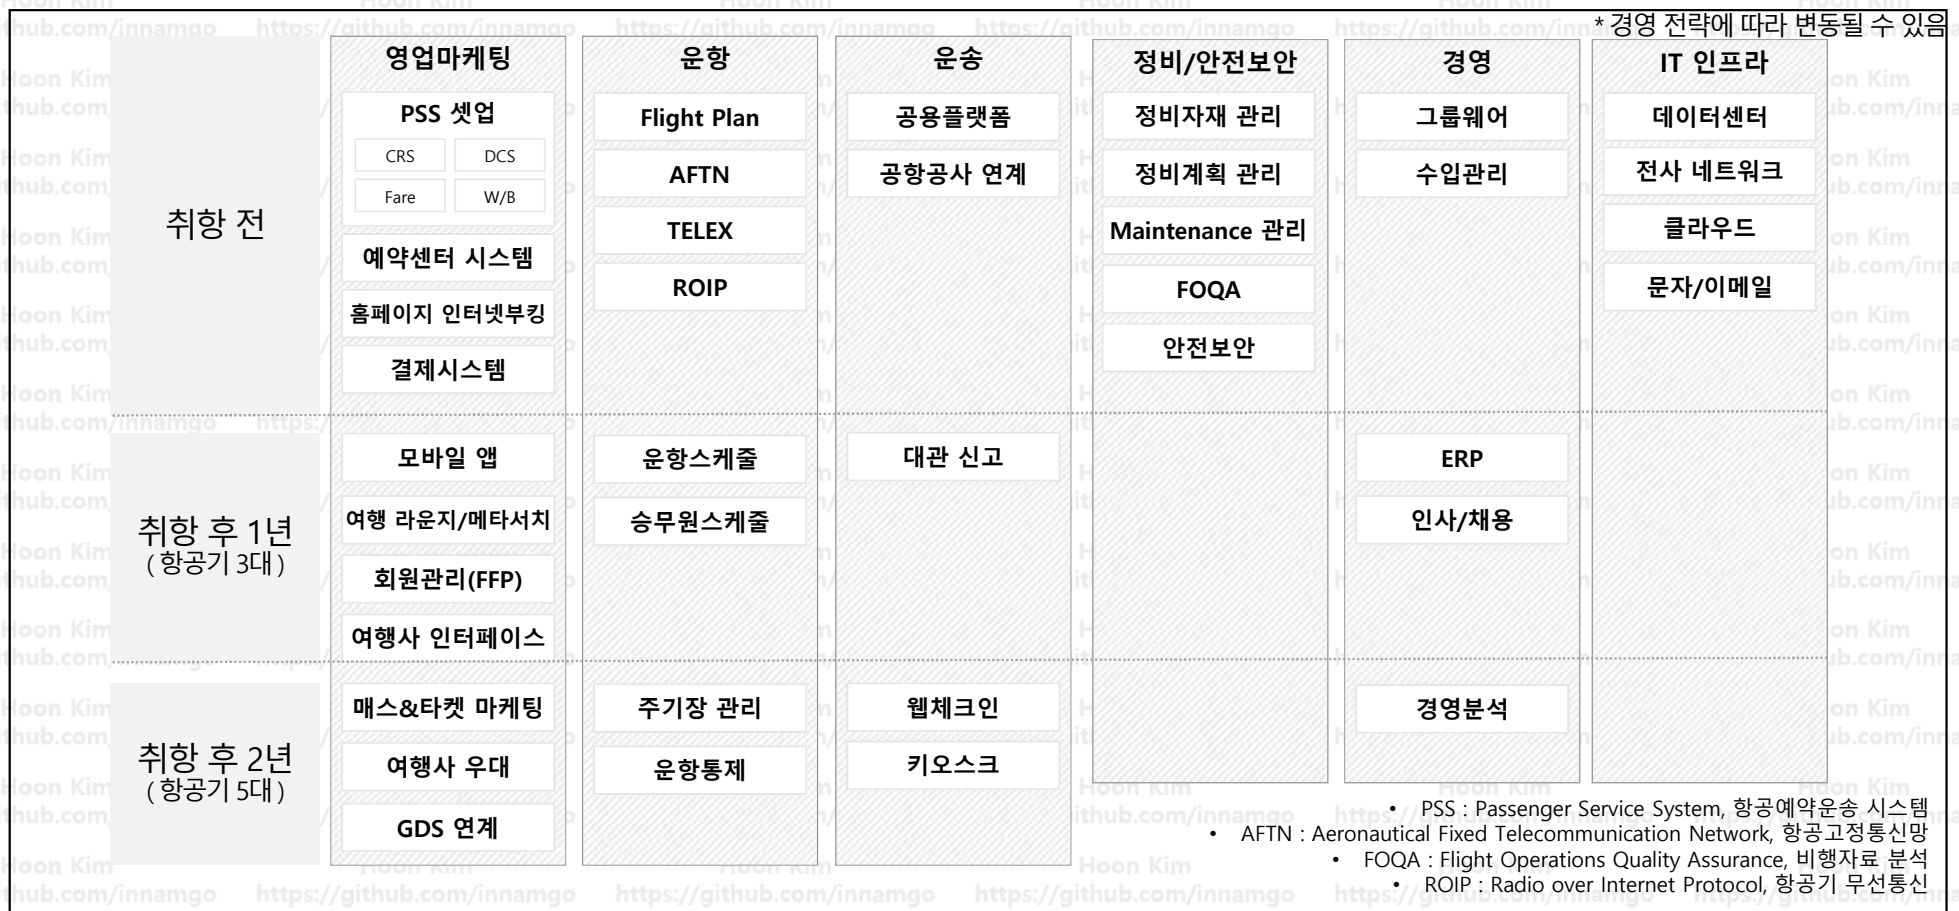 * 경영 전략에 따라 변동될 수 있음
영업마케팅
운항
운송
정비/안전보안
경영
IT 인프라
취항 전
PSS 셋업
CRS
DCS
Fare
W/B
예약센터 시스템
홈페이지 인터넷부킹
결제시스템
Flight Plan
AFTN
TELEX
ROIP
공용플랫폼
공항공사 연계
정비자재 관리
정비계획 관리
Maintenance 관리
FOQA
안전보안
그룹웨어
수입관리
데이터센터
전사 네트워크
클라우드
문자/이메일
취항 후 1년
( 항공기 3대 )
모바일 앱
여행 라운지/메타서치
회원관리(FFP)
여행사 인터페이스
운항스케줄
승무원스케줄
대관 신고
ERP
인사/채용
취항 후 2년
( 항공기 5대 )
매스&타켓 마케팅
여행사 우대
GDS 연계
주기장 관리
운항통제
웹체크인
키오스크
경영분석
• PSS : Passenger Service System, 항공예약운송 시스템
• AFTN : Aeronautical Fixed Telecommunication Network, 항공고정통신망
• FOQA : Flight Operations Quality Assurance, 비행자료 분석
• ROIP : Radio over Internet Protocol, 항공기 무선통신
Hoon Kim
https://github.com/innamgo